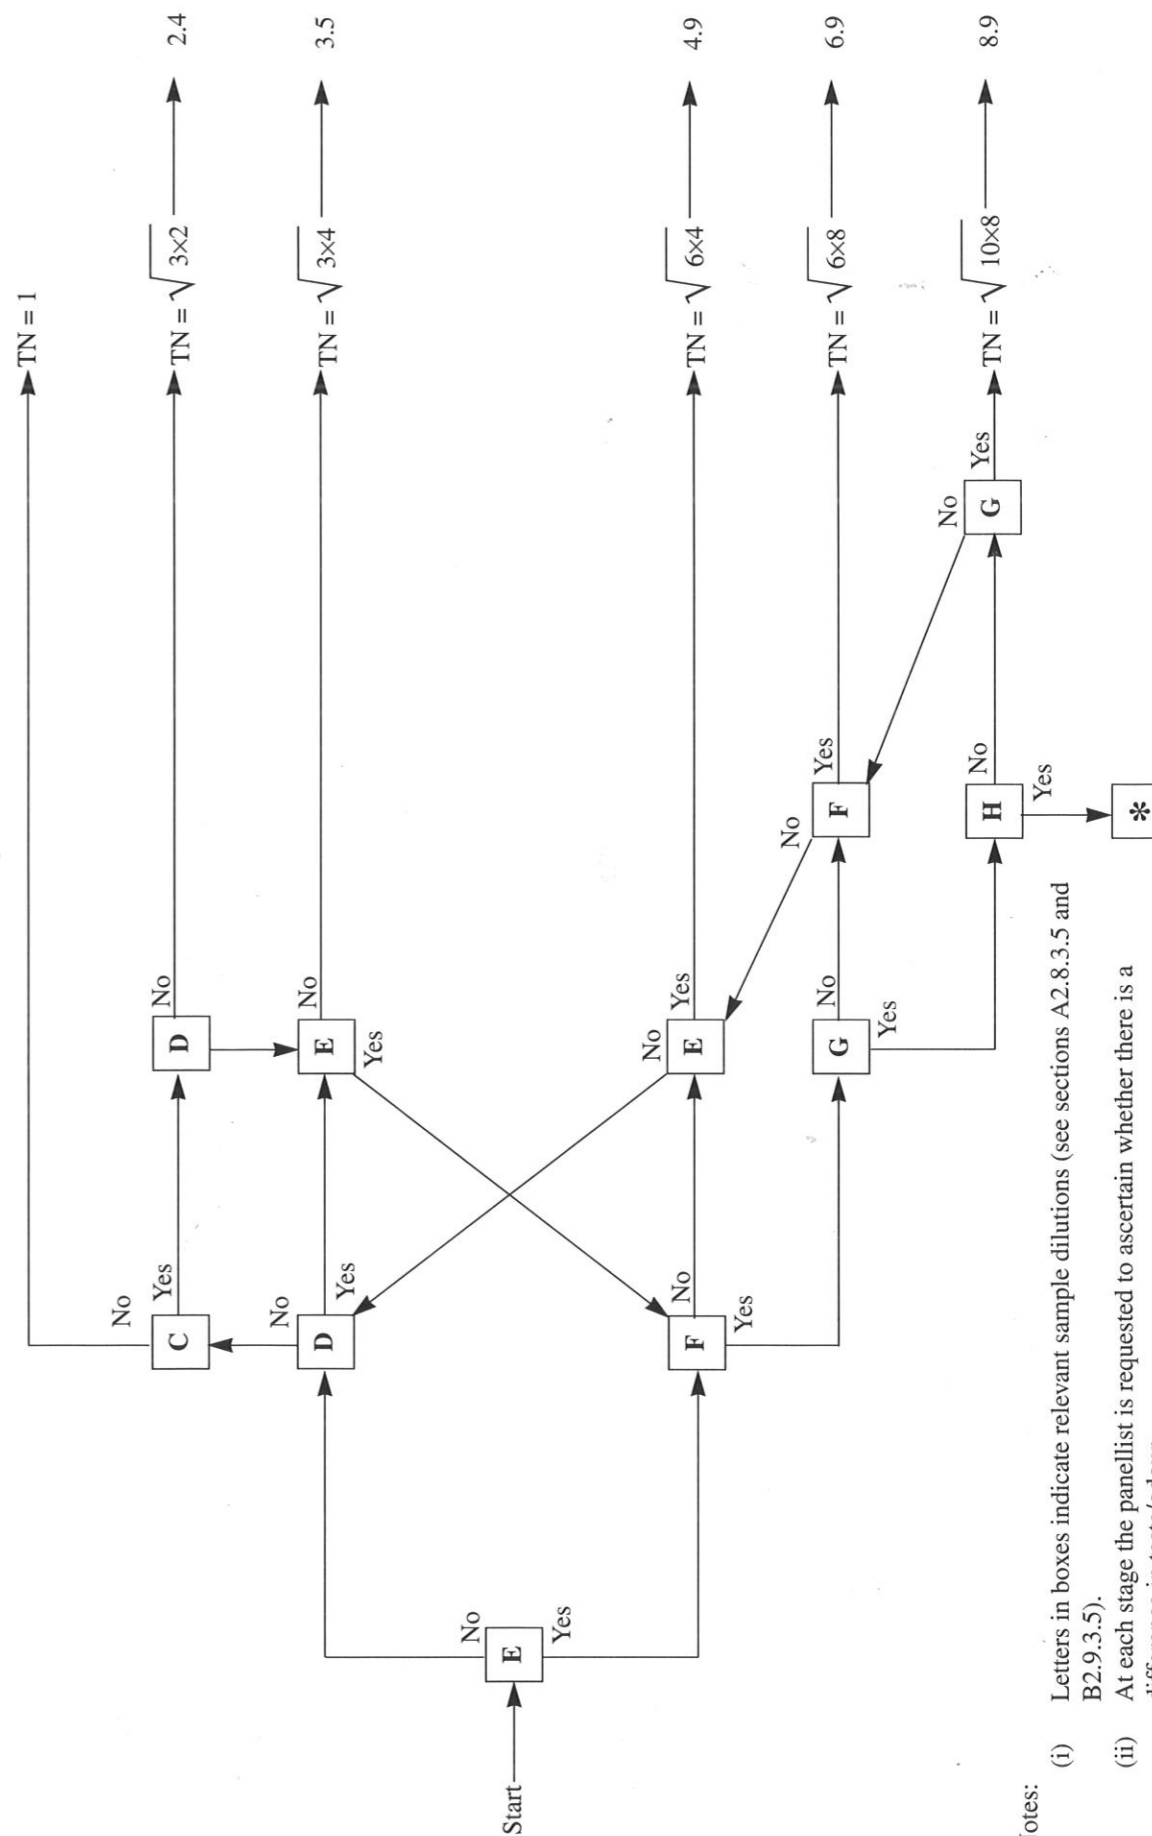 TN = 1
C
No
Yes
D
No
TN = √3×2
2.4
D
No
Yes
E
No
Yes
TN = √3×4
3.5
Start
E
No
Yes
F
No
Yes
E
No
Yes
TN = √6×4
4.9
G
No
Yes
F
No
Yes
TN = √6×8
6.9
H
No
Yes
G
No
Yes
TN = √10×8
8.9
*
otes:
(i) Letters in boxes indicate relevant sample dilutions (see sections A2.8.3.5 and
B2.9.3.5).
(ii) At each stage the panellist is requested to ascertain whether there is a